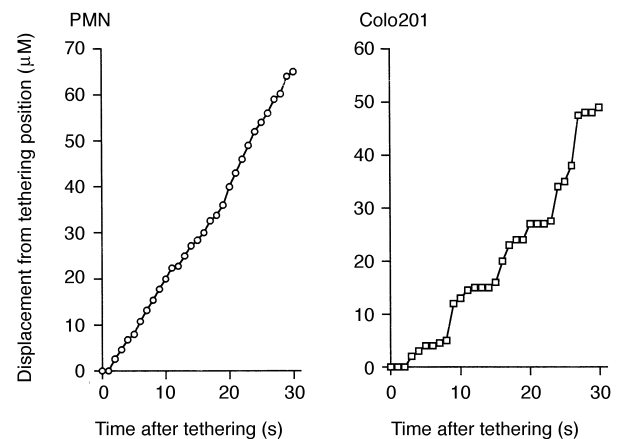 PMN
Colo201
Displacement from tethering position (μM)
70
60
50
40
30
20
10
0
0 10 20 30
Time after tethering (s)
60
50
40
30
20
10
0
0 10 20 30
Time after tethering (s)